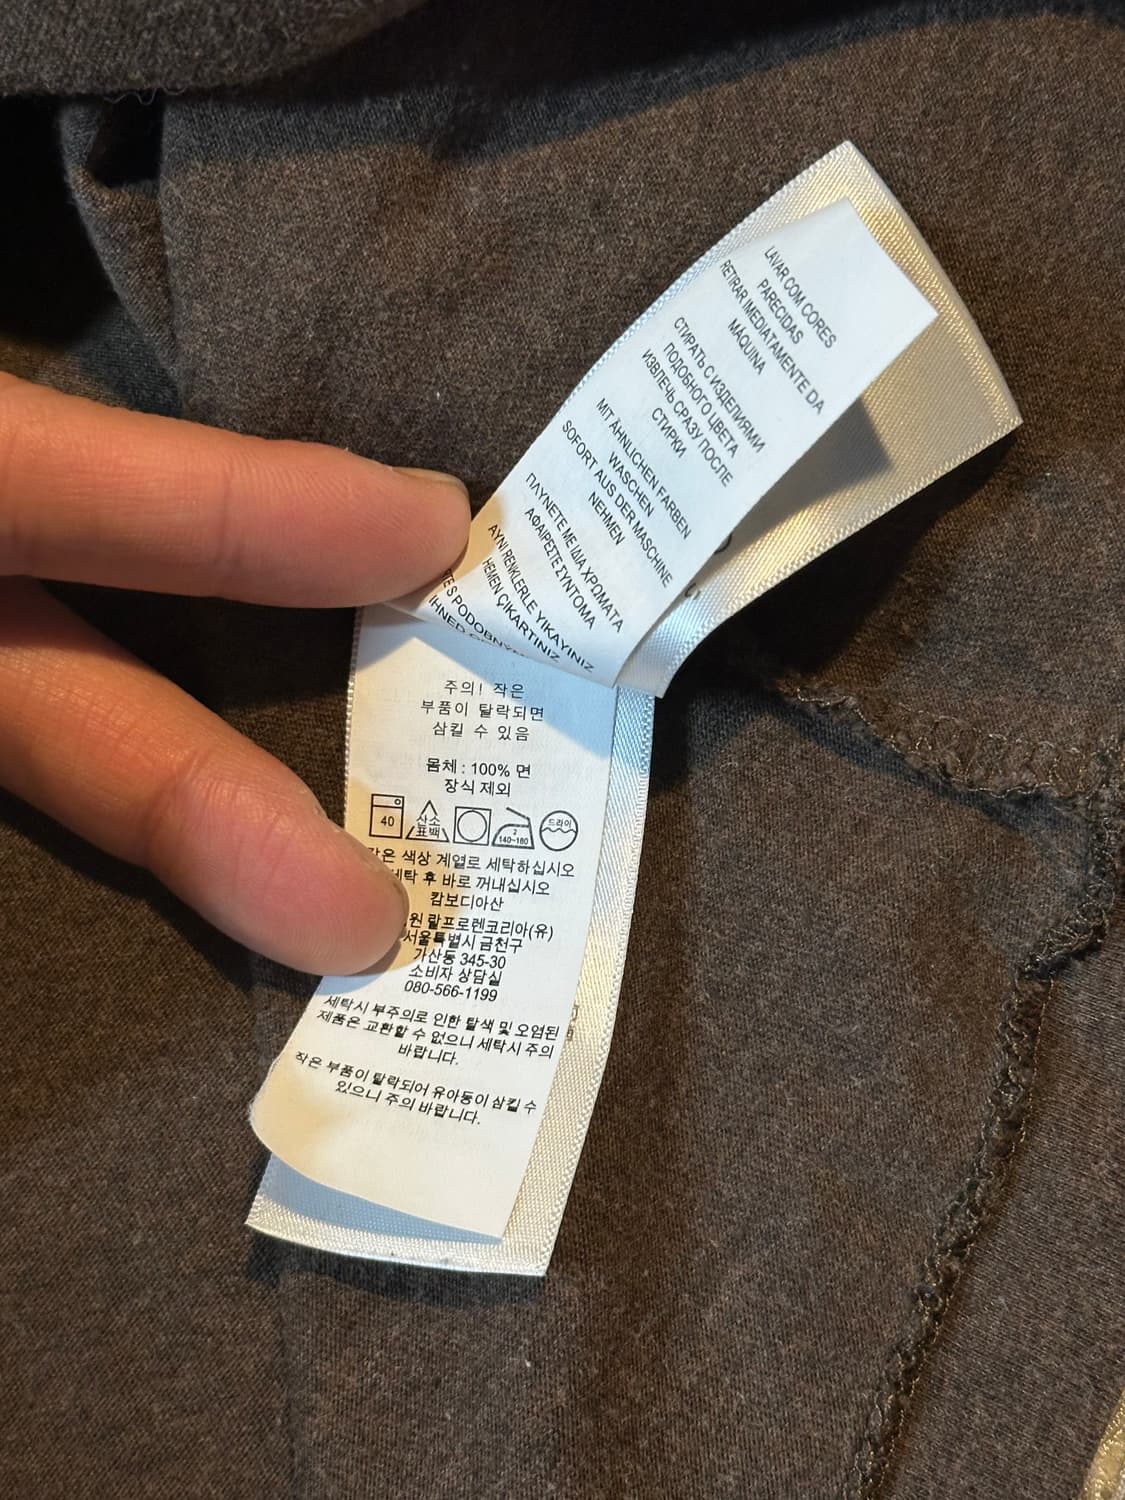 LAVAR COM CORES
PARECIDAS
RETIRAR IMEDIATAMENTE DA
MÁQUINA
СТИРАТЬ С ИЗДЕЛИЯМИ
ПОДОБНОГО ЦВЕТА
ИЗВЛЕЧЬ СРАЗУ ПОСЛЕ
СТИРКИ
MIT ÄHNLICHEN FARBEN
WASCHEN
SOFORT AUS DER MASCHINE
NEHMEN
ΠΛΥΝΕΤΕ ΜΕ ΙΔΙΑ ΧΡΩΜΑΤΑ
ΑΦΑΙΡΕΣΤΕ ΣΥΝΤΟΜΑ
AYNI RENKLERLE YIKAYINIZ
HEMEN ÇIKARTINIZ
S PODOBNÝM
IHNED
주의! 작은
부품이 탈락되면
삼킬 수 있음
몸체 : 100% 면
장식 제외
40 산소 표백 2 140~160 드라이
같은 색상 계열로 세탁하십시오
세탁 후 바로 꺼내십시오
캄보디아산
원 랄프로렌코리아(유)
서울특별시 금천구
가산동 345-30
소비자 상담실
080-566-1199
세탁시 부주의로 인한 탈색 및 오염된
제품은 교환할 수 없으니 세탁시 주의
바랍니다.
작은 부품이 탈락되어 유아동이 삼킬 수
있으니 주의 바랍니다.